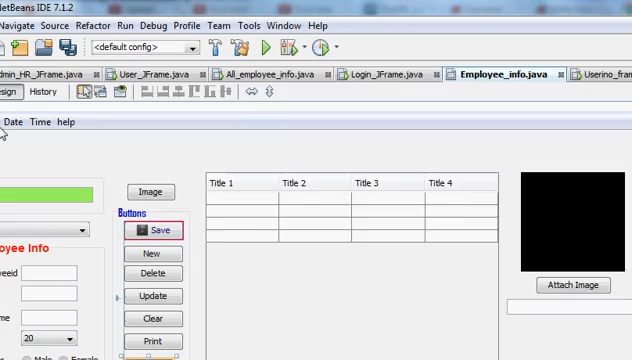 NetBeans IDE 7.1.2
Navigate Source Refactor Run Debug Profile Team Tools Window Help
<default config>
dmin_HR_JFrame.java User_JFrame.java All_employee_info.java Login_JFrame.java Employee_info.java Userino_fram
esign History
Date Time help
Image
Title 1 Title 2 Title 3 Title 4
Buttons
Save
oyee Info
New
oyeeid
Delete
Attach Image
Update
me
Clear
20
Print
Male Female